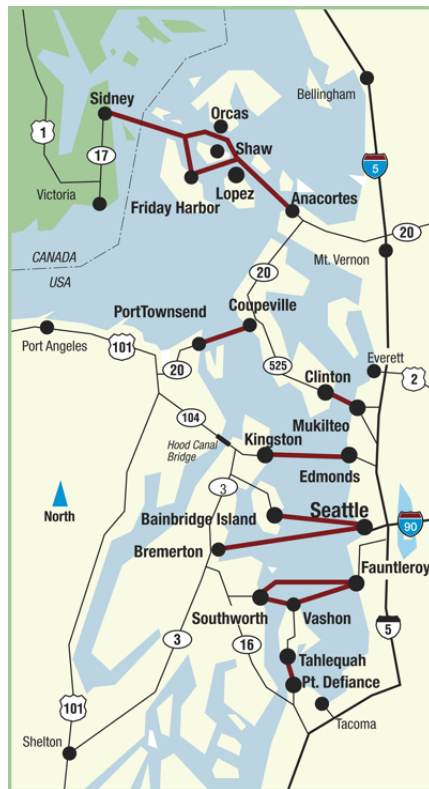 Bellingham
Sidney
Orcas
1
17
Shaw
5
Victoria
Friday Harbor
Lopez
Anacortes
20
CANADA
USA
20
Mt. Vernon
PortTownsend
Coupeville
Port Angeles
101
20
525
Everett
2
Clinton
Mukilteo
104
Hood Canal
Bridge
Kingston
Edmonds
3
North
Bainbridge Island
Seattle
90
Bremerton
Fauntleroy
Southworth
Vashon
5
3
16
Tahlequah
Pt. Defiance
101
Tacoma
Shelton